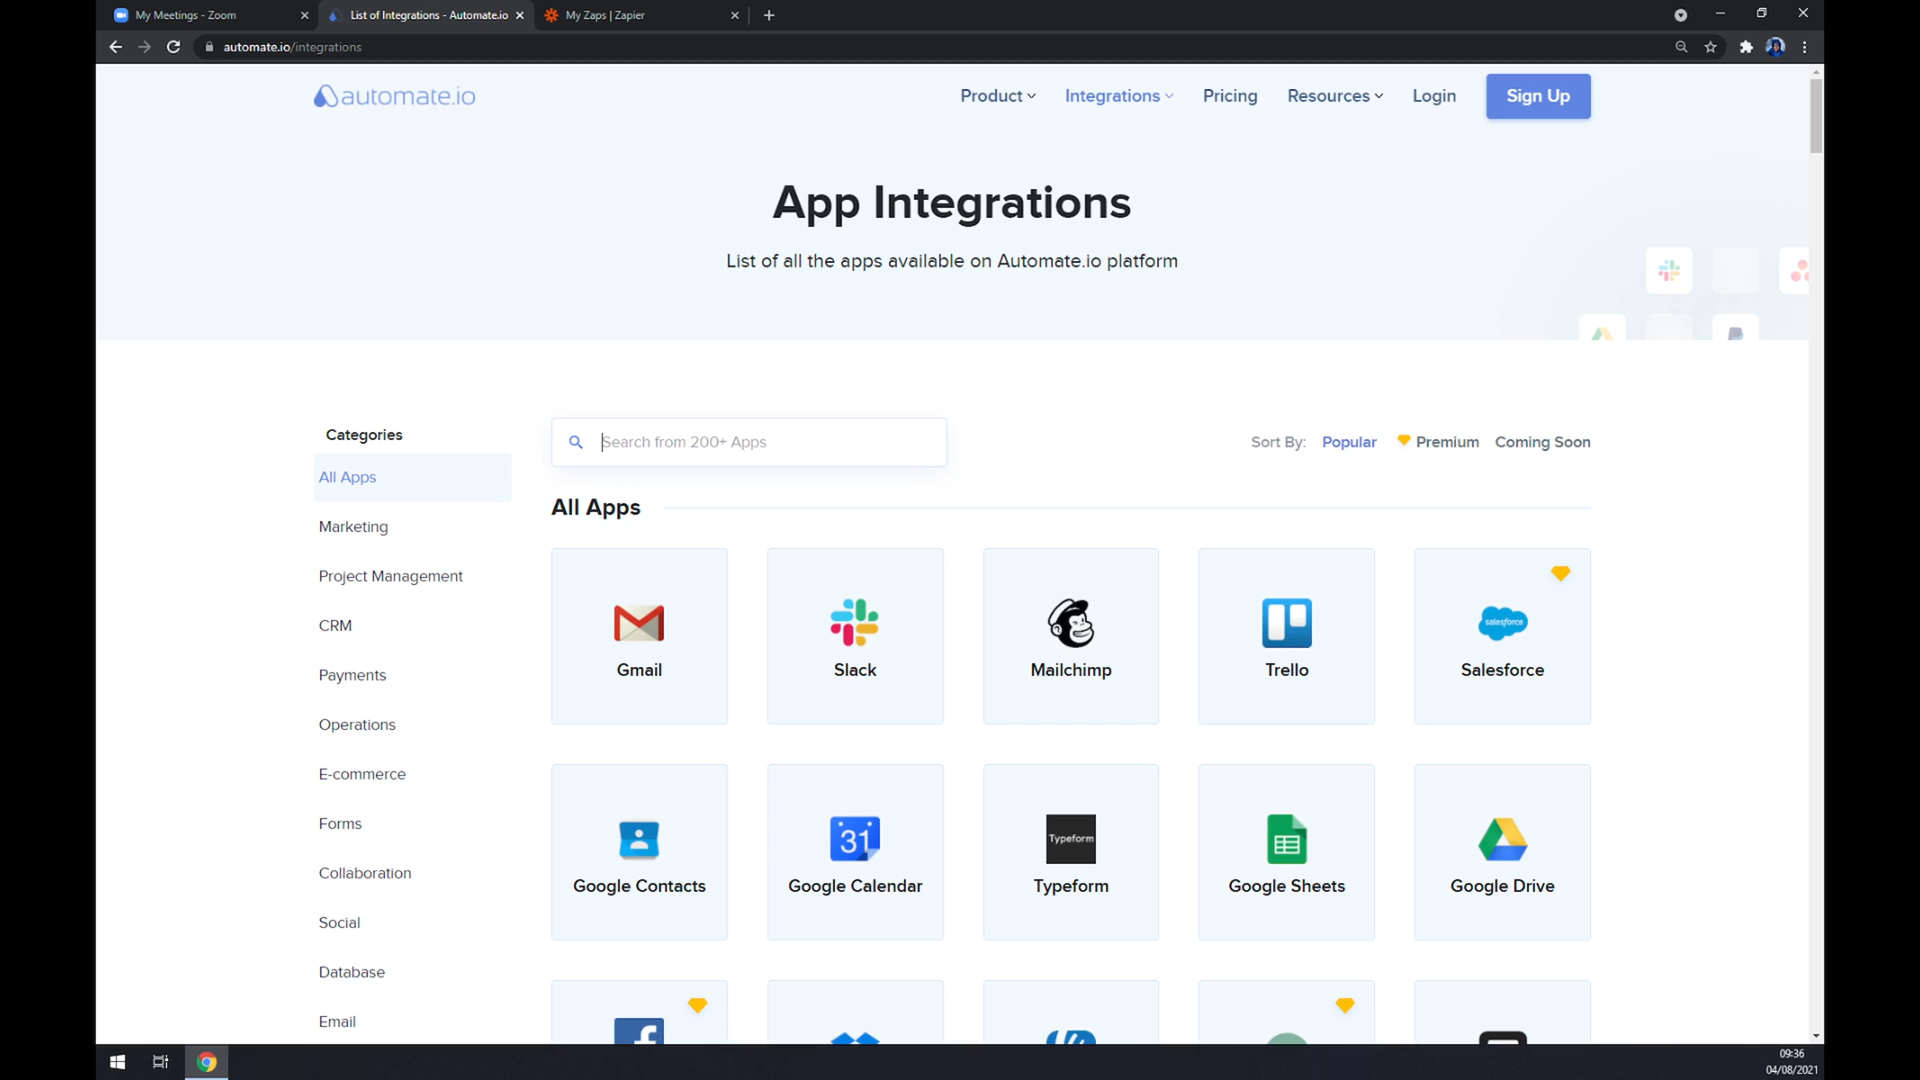 My Meetings - Zoom
List of Integrations - Automate.io
My Zaps | Zapier
automate.io/integrations
automate.io
Product
Integrations
Pricing
Resources
Login
Sign Up
App Integrations
List of all the apps available on Automate.io platform
Categories
All Apps
Marketing
Project Management
CRM
Payments
Operations
E-commerce
Forms
Collaboration
Social
Database
Email
Search from 200+ Apps
Sort By:
Popular
Premium
Coming Soon
All Apps
Gmail
Slack
Mailchimp
Trello
salesforce
Salesforce
Google Contacts
31
Google Calendar
Typeform
Typeform
Google Sheets
Google Drive
09:36
04/08/2021